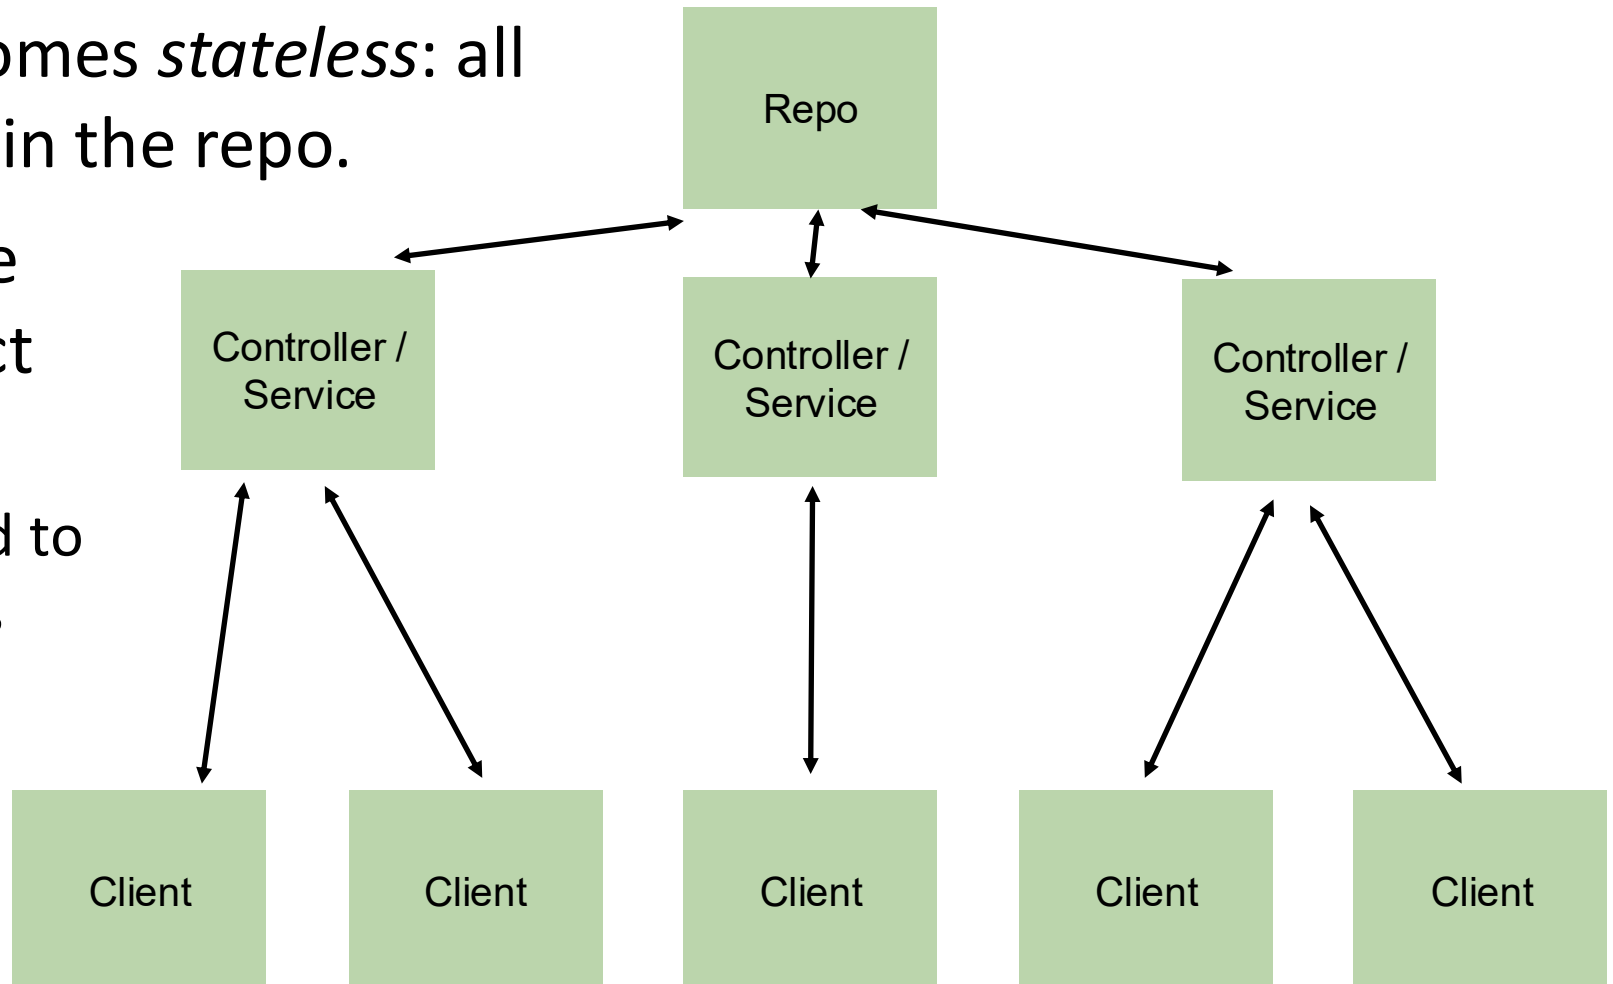 omes stateless: all
in the repo.
e
ct
d to
Repo
Controller /
Service
Controller /
Service
Controller /
Service
Client
Client
Client
Client
Client